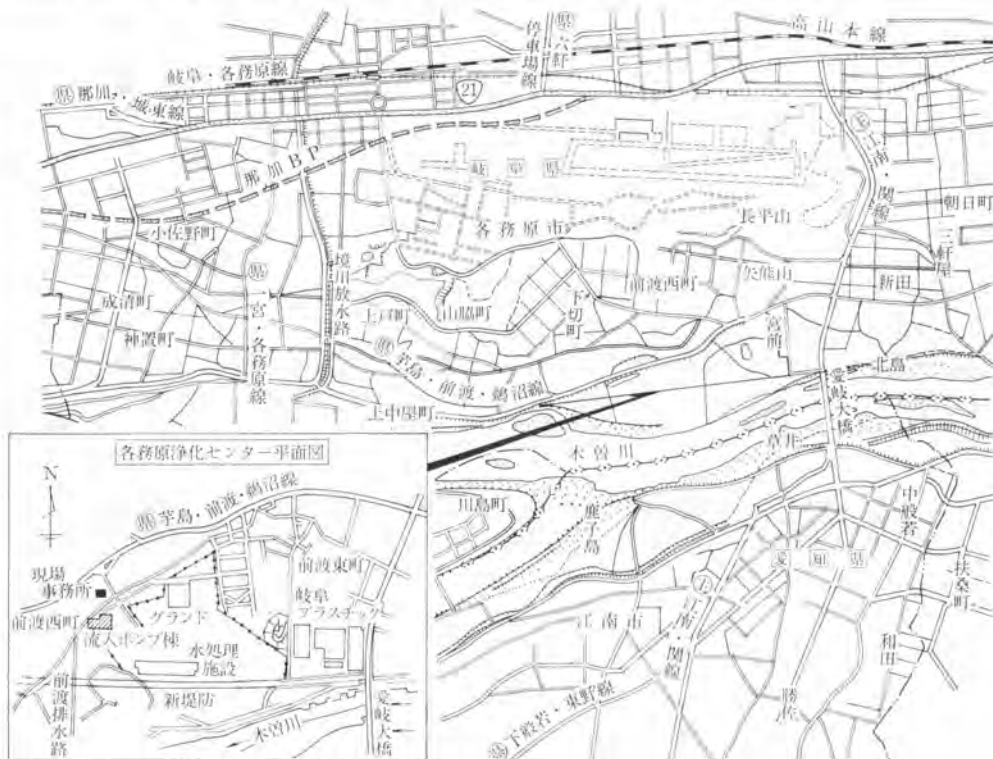 高山本線
県六軒
停車場線
岐阜・各務原線
県那加・城東線
21
那加BP
岐阜県
主江南・関線
朝日町
三軒屋
小佐野町
各務原市
長平山
矢熊山
新田
前渡西町
県一宮・各務原線
境川放水路
成清町
神置町
上戸町
山脇町
下切町
宮前
県芋島・前渡・鵜沼線
上中屋町
北島
愛岐大橋
木曽川
草井
中般若
川島町
鹿子島
愛知県
扶桑町
江南市
主江南・関線
和田
勝佐
県下般若・東野線
各務原浄化センター平面図
N
県芋島・前渡・鵜沼線
現場
事務所
前渡西町
流入ポンプ棟
グランド
水処理
施設
前渡東町
岐阜
プラスチック
前渡排水路
新堤防
木曽川
愛岐大橋